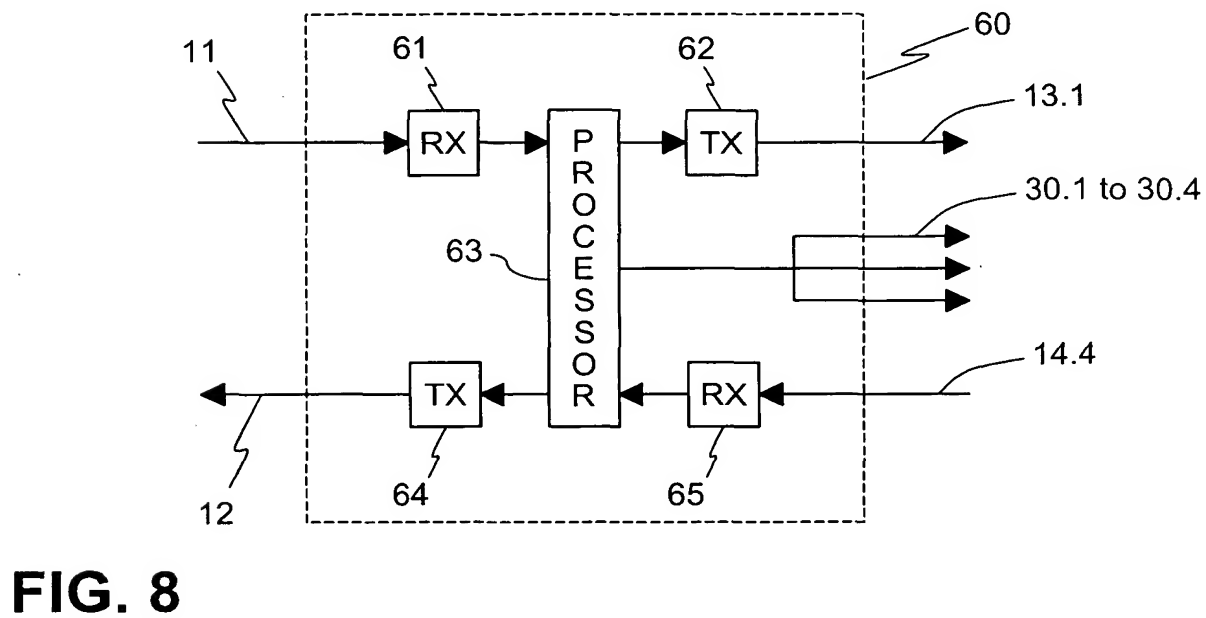 60
11
61
62
13.1
RX
PROCESSOR
TX
30.1 to 30.4
63
14.4
TX
RX
12
64
65
FIG. 8